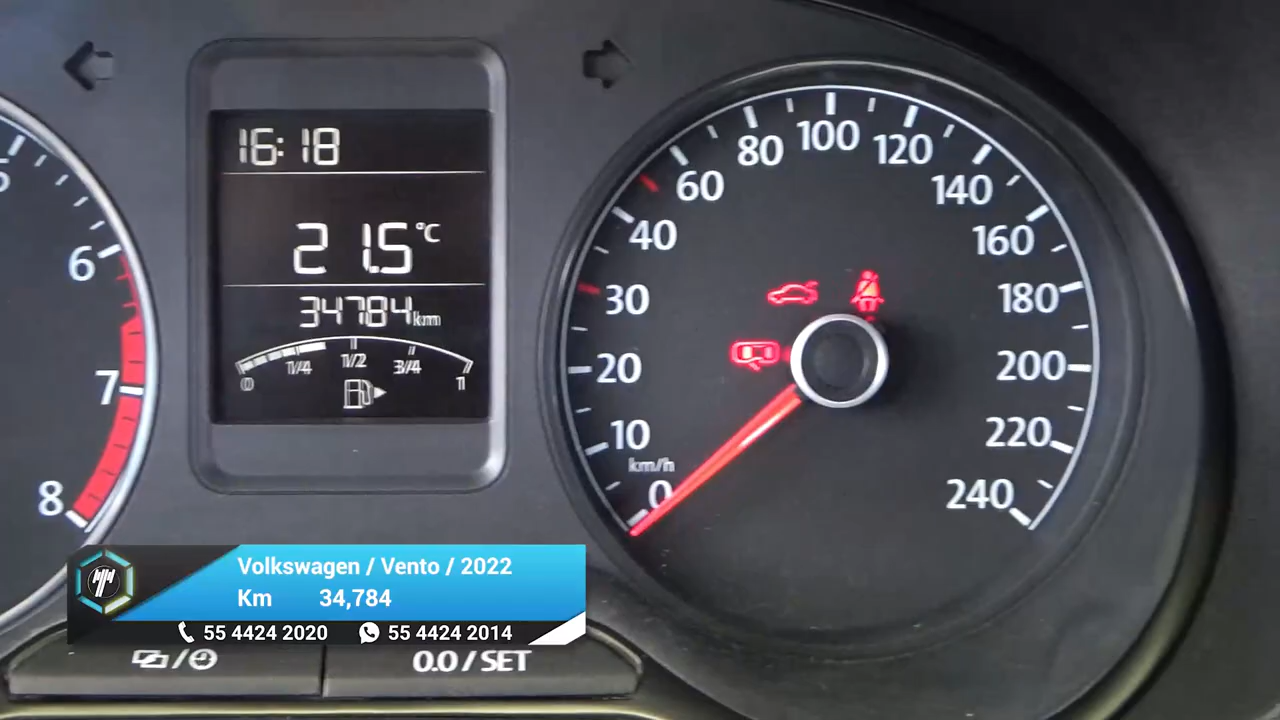 16:18
21.5 °C
34784 km
0 1/4 1/2 3/4 1
6
7
8
0
km/h
10
20
30
40
60
80
100
120
140
160
180
200
220
240
Volkswagen / Vento / 2022
Km 34,784
55 4424 2020 55 4424 2014
0.0 / SET